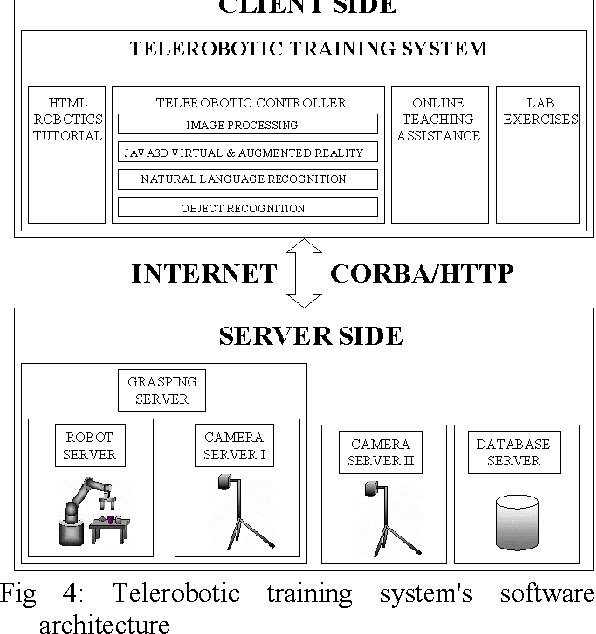 CLIENT SIDE
TELEROBOTIC TRAINING SYSTEM
HTML
ROBOTICS
TUTORIAL
TELEROBOTIC CONTROLLER
IMAGE PROCESSING
JAVA3D VIRTUAL & AUGMENTED REALITY
NATURAL LANGUAGE RECOGNITION
OBJECT RECOGNITION
ONLINE
TEACHING
ASSISTANCE
LAB
EXERCISES
INTERNET CORBA/HTTP
SERVER SIDE
GRASPING
SERVER
ROBOT
SERVER
CAMERA
SERVER I
CAMERA
SERVER II
DATABASE
SERVER
Fig 4: Telerobotic training system's software
architecture